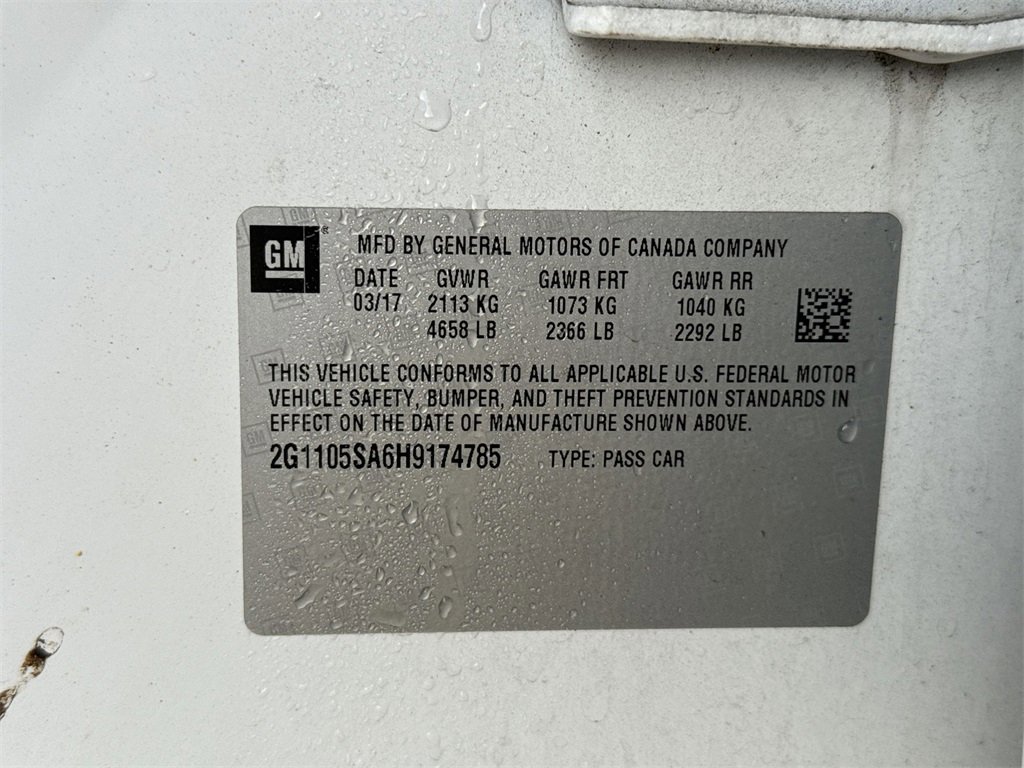 GM ® MFD BY GENERAL MOTORS OF CANADA COMPANY
DATE GVWR GAWR FRT GAWR RR
03/17 2113 KG 1073 KG 1040 KG
4658 LB 2366 LB 2292 LB
THIS VEHICLE CONFORMS TO ALL APPLICABLE U.S. FEDERAL MOTOR
VEHICLE SAFETY, BUMPER, AND THEFT PREVENTION STANDARDS IN
EFFECT ON THE DATE OF MANUFACTURE SHOWN ABOVE.
2G1105SA6H9174785 TYPE: PASS CAR